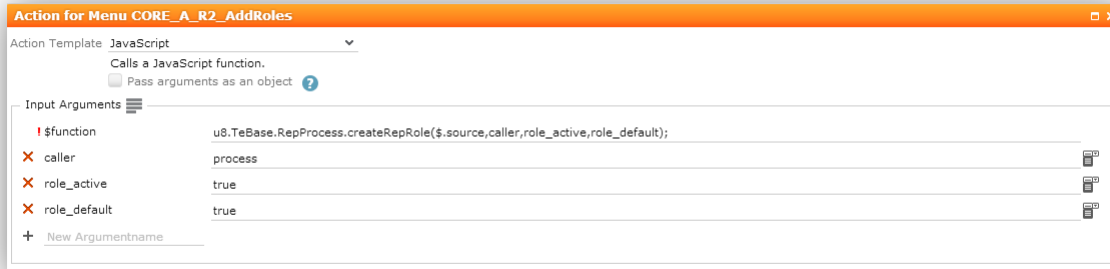 Action for Menu CORE_A_R2_AddRoles
Action Template JavaScript
Calls a JavaScript function.
Pass arguments as an object ?
Input Arguments
! $function u8.TeBase.RepProcess.createRepRole($.source,caller,role_active,role_default);
caller process
role_active true
role_default true
+ New Argumentname